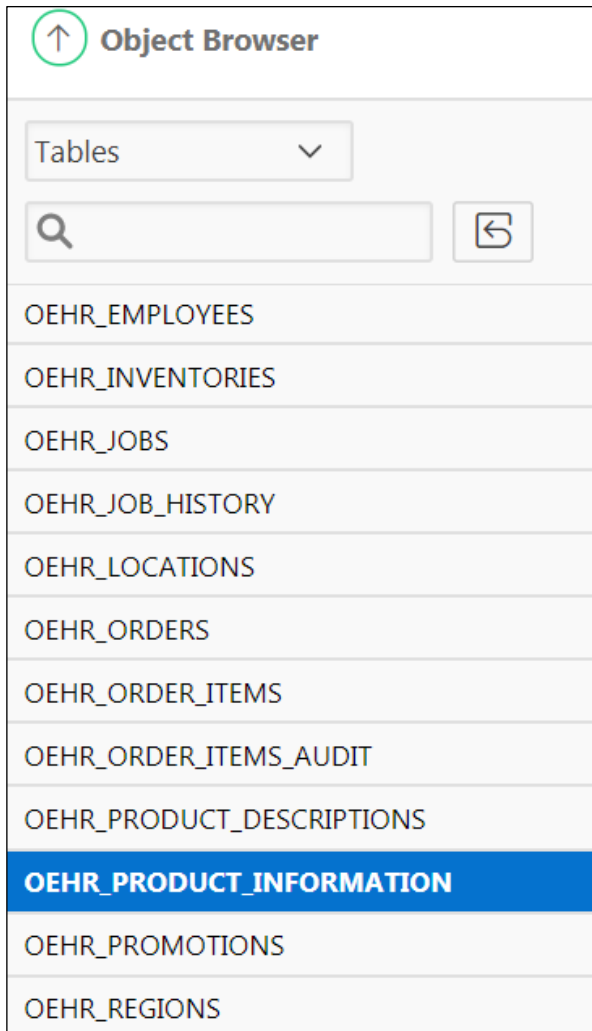 Object Browser
Tables
OEHR_EMPLOYEES
OEHR_INVENTORIES
OEHR_JOBS
OEHR_JOB_HISTORY
OEHR_LOCATIONS
OEHR_ORDERS
OEHR_ORDER_ITEMS
OEHR_ORDER_ITEMS_AUDIT
OEHR_PRODUCT_DESCRIPTIONS
OEHR_PRODUCT_INFORMATION
OEHR_PROMOTIONS
OEHR_REGIONS